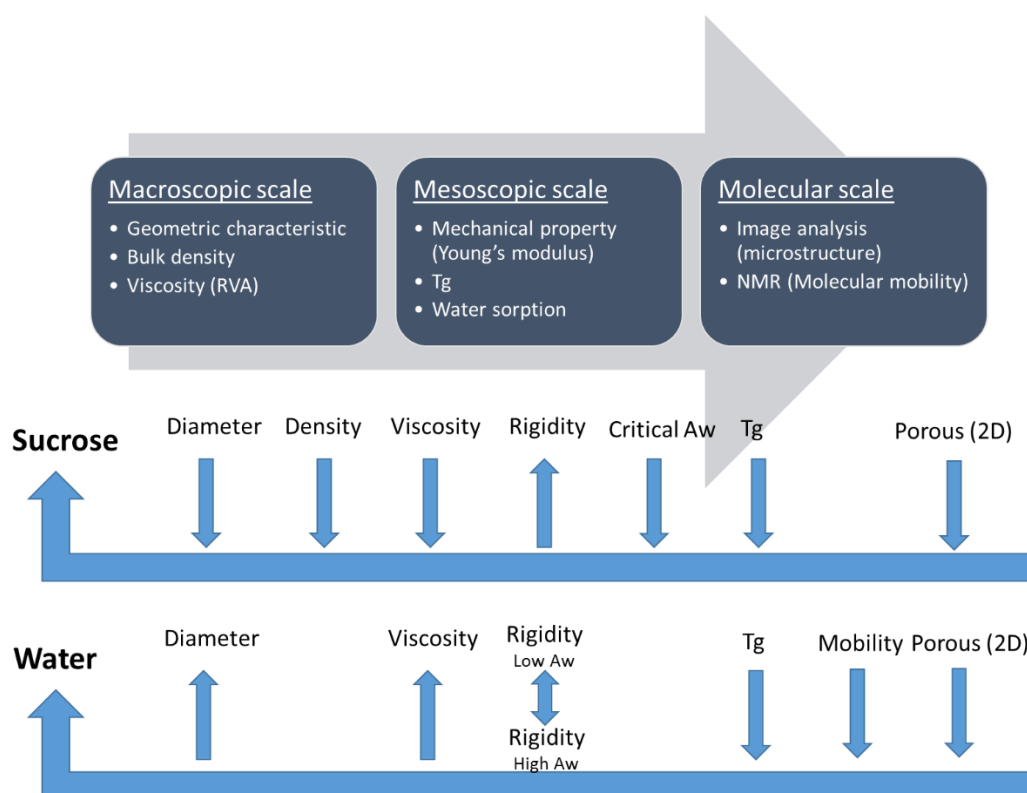 Macroscopic scale
• Geometric characteristic
• Bulk density
• Viscosity (RVA)
Mesoscopic scale
• Mechanical property
(Young's modulus)
• Tg
• Water sorption
Molecular scale
• Image analysis
(microstructure)
• NMR (Molecular mobility)
Sucrose
Diameter
Density
Viscosity
Rigidity
Critical Aw
Tg
Porous (2D)
Water
Diameter
Viscosity
Rigidity
Low Aw
Rigidity
High Aw
Tg
Mobility
Porous (2D)